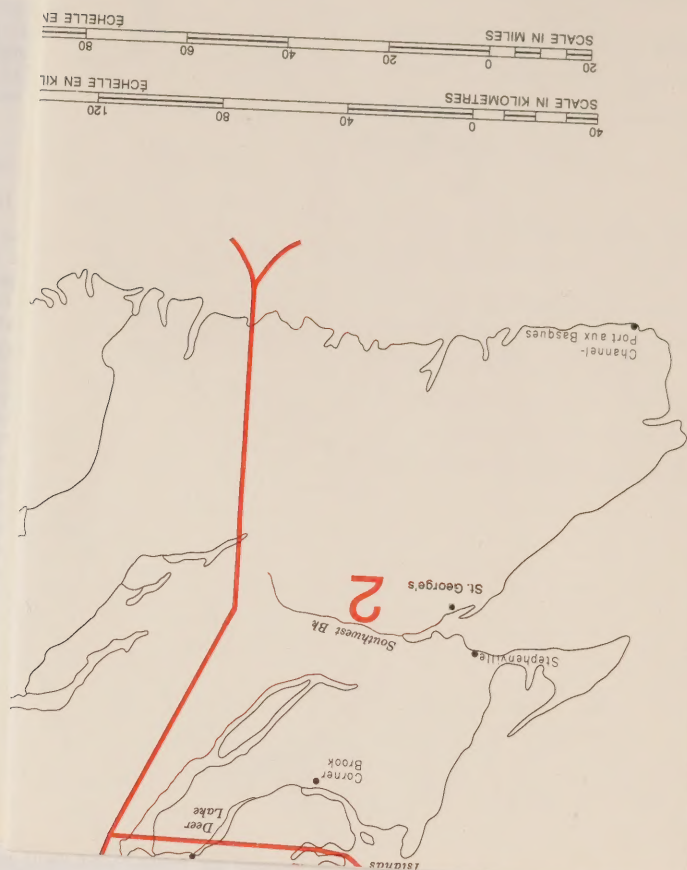 Islands
Deer
Lake
Corner
Brook
Stephenville
Southwest Bk
St. George's
2
Channel-
Port aux Basques
SCALE IN KILOMETRES
ÉCHELLE EN KIL
40 0 40 80 120
SCALE IN MILES
ÉCHELLE EN
20 0 20 40 60 80